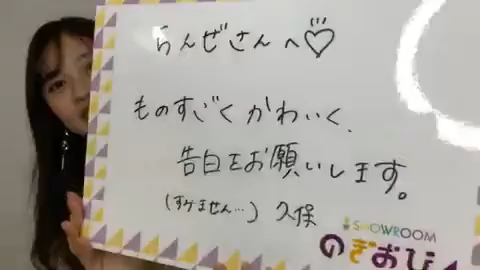 らんぜさんへ♡
ものすごくかわいく、
告白をお願いします。
(すけません…) 久保
SHOWROOM
のぎおび